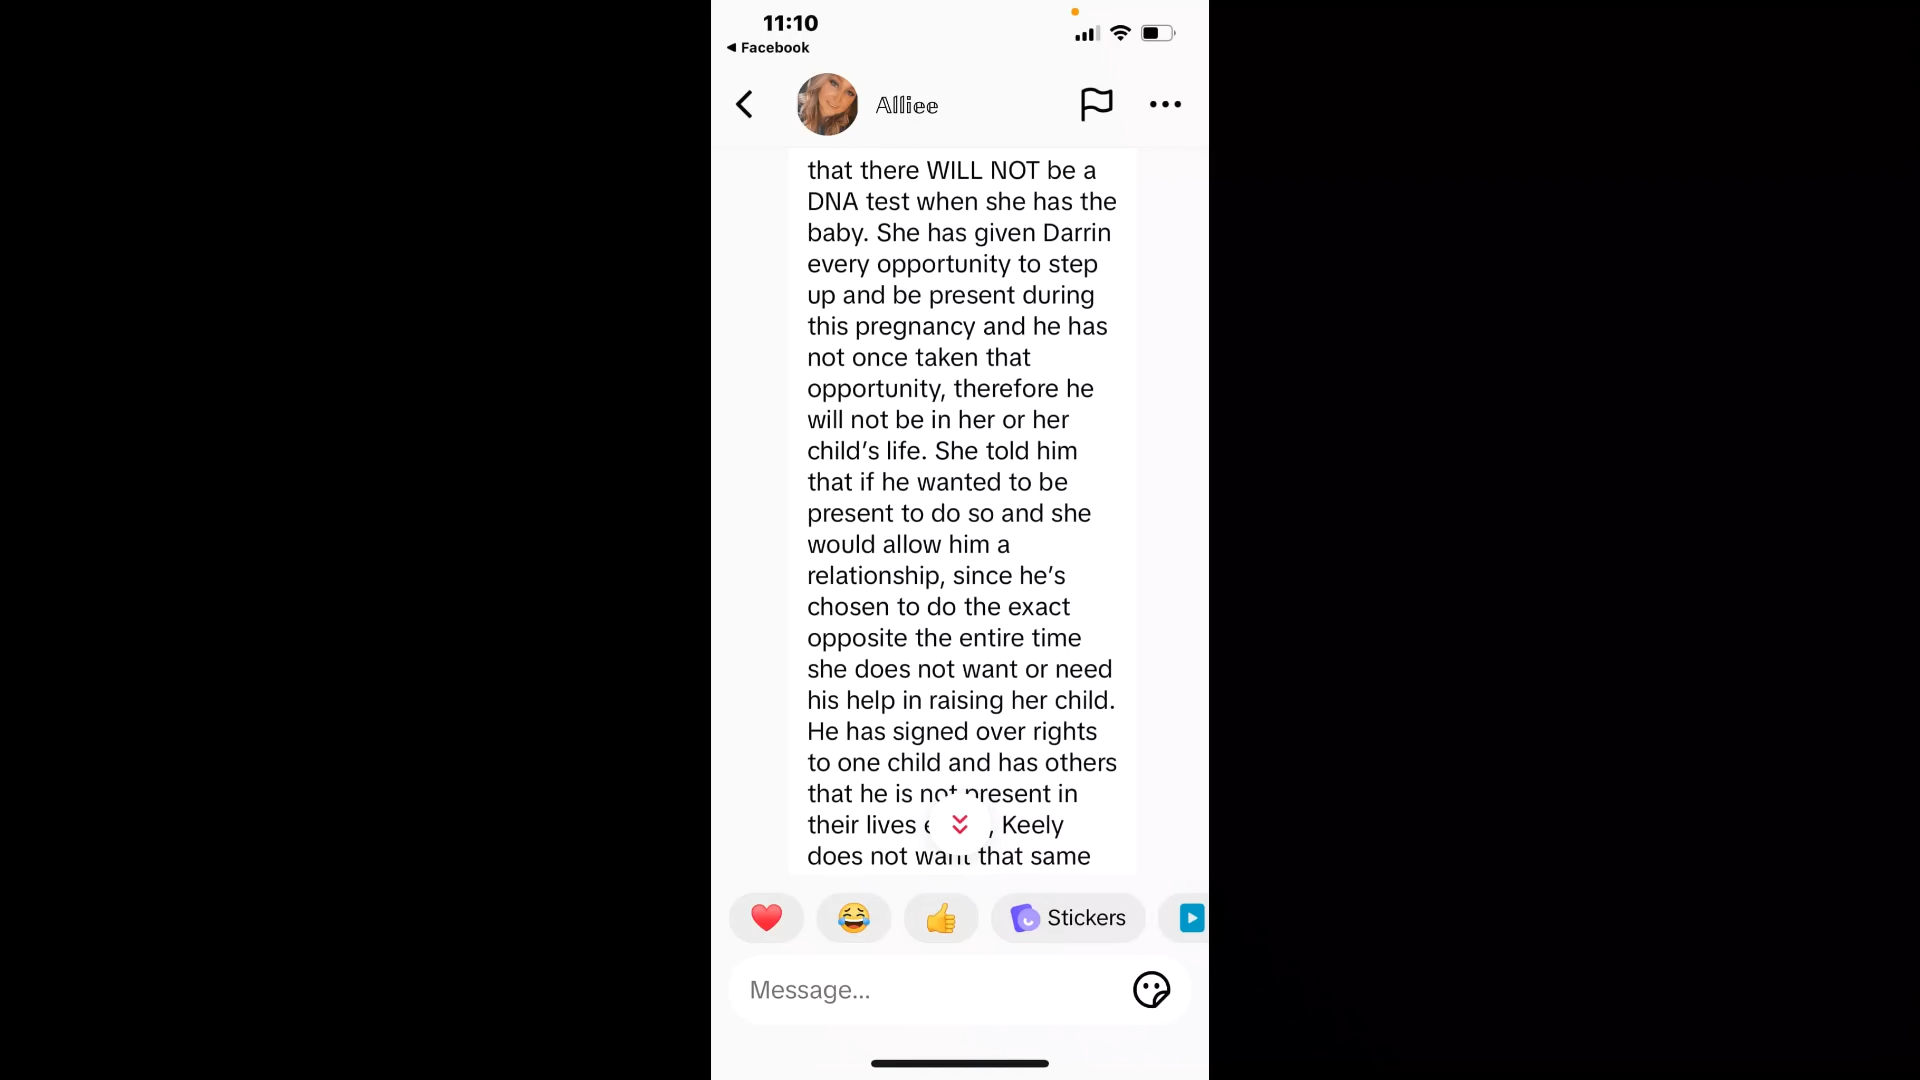 11:10
Facebook
Alliee
that there WILL NOT be a
DNA test when she has the
baby. She has given Darrin
every opportunity to step
up and be present during
this pregnancy and he has
not once taken that
opportunity, therefore he
will not be in her or her
child’s life. She told him
that if he wanted to be
present to do so and she
would allow him a
relationship, since he’s
chosen to do the exact
opposite the entire time
she does not want or need
his help in raising her child.
He has signed over rights
to one child and has others
that he is not present in
their lives , Keely
does not want that same
Stickers
Message...